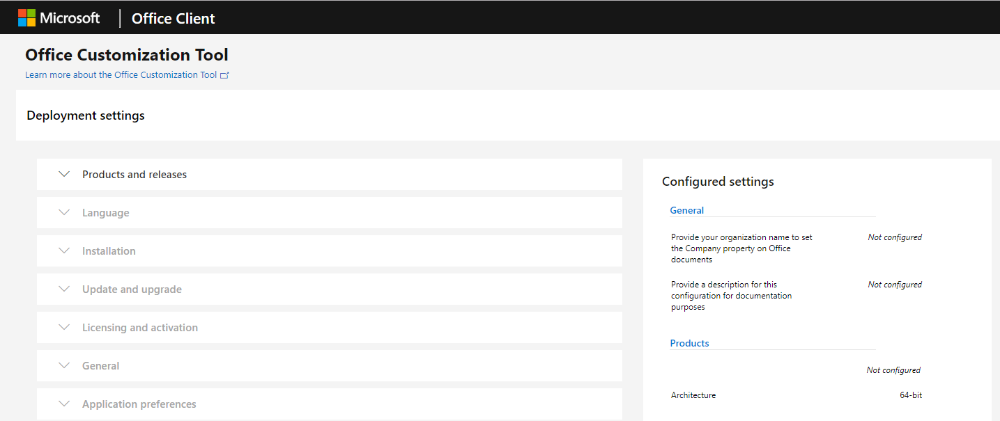 Microsoft | Office Client
Office Customization Tool
Learn more about the Office Customization Tool
Deployment settings
Products and releases
Language
Installation
Update and upgrade
Licensing and activation
General
Application preferences
Configured settings
General
Provide your organization name to set Not configured
the Company property on Office
documents
Provide a description for this Not configured
configuration for documentation
purposes
Products
Not configured
Architecture 64-bit